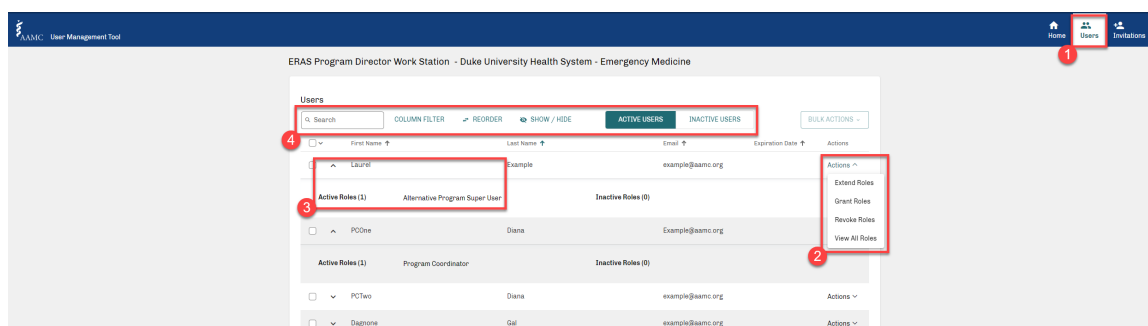 AAMC User Management Tool
Home Users Invitations
1
ERAS Program Director Work Station - Duke University Health System - Emergency Medicine
Users
Search COLUMN FILTER REORDER SHOW / HIDE ACTIVE USERS INACTIVE USERS BULK ACTIONS
4
First Name Last Name Email Expiration Date Actions
Laurel Example example@aamc.org Actions
Extend Roles
Grant Roles
Revoke Roles
View All Roles
2
Active Roles (1) Alternative Program Super User Inactive Roles (0)
3
PCOne Diana Example@aamc.org
Active Roles (1) Program Coordinator Inactive Roles (0)
PCTwo Diana example@aamc.org Actions
Dagnone Gal example@aamc.org Actions